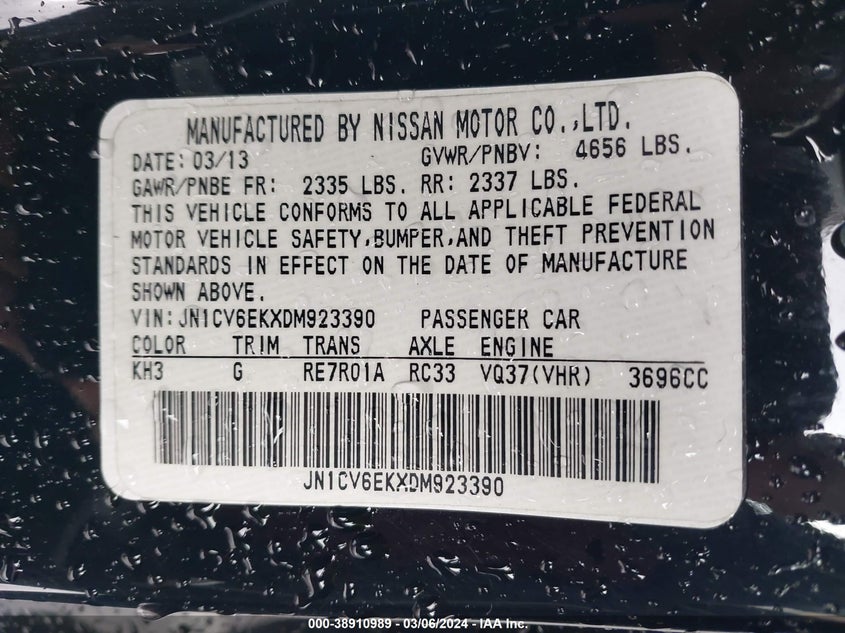 MANUFACTURED BY NISSAN MOTOR CO.,LTD.
DATE: 03/13 GVWR/PNBV: 4656 LBS.
GAWR/PNBE FR: 2335 LBS. RR: 2337 LBS.
THIS VEHICLE CONFORMS TO ALL APPLICABLE FEDERAL
MOTOR VEHICLE SAFETY,BUMPER,AND THEFT PREVENTION
STANDARDS IN EFFECT ON THE DATE OF MANUFACTURE
SHOWN ABOVE.
VIN:JN1CV6EKXDM923390 PASSENGER CAR
COLOR TRIM TRANS AXLE ENGINE
KH3 G RE7R01A RC33 VQ37(VHR) 3696CC
JN1CV6EKXDM923390
000-38910989 - 03/06/2024 - IAA Inc.